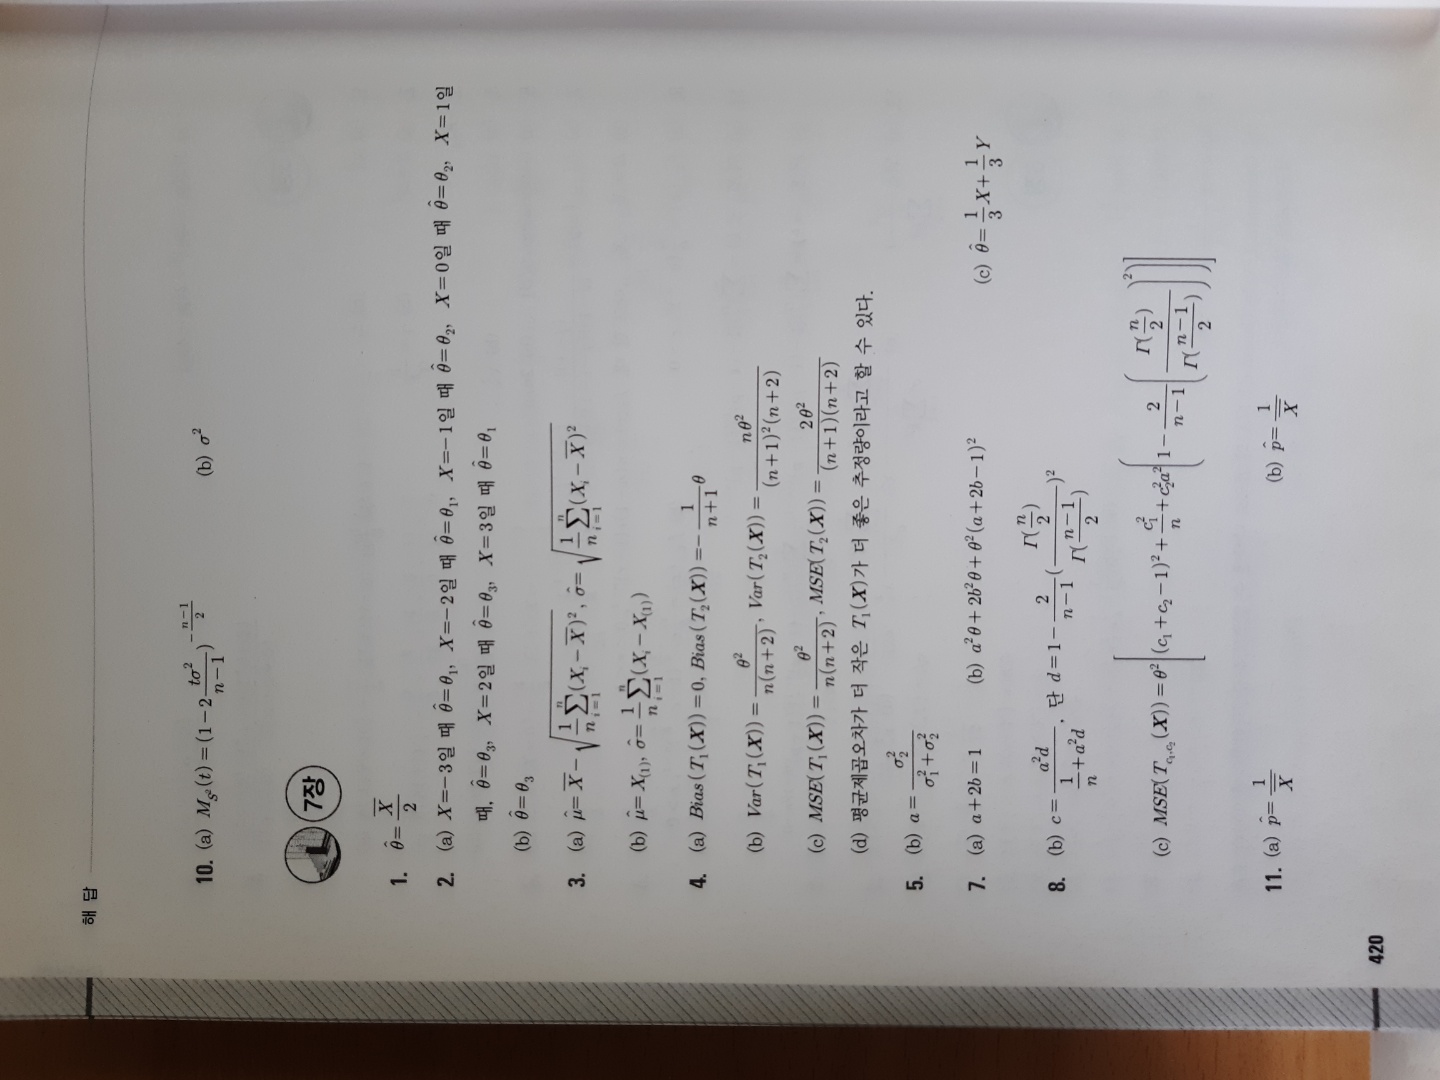 해 답
10. (a) $M_{S^2}(t) = (1-2\frac{t\sigma^2}{n-1})^{-\frac{n-1}{2}}$ (b) $\sigma^2$
7장
1. $\hat{\theta} = \frac{\overline{X}}{2}$
2. (a) $X=-3$일 때 $\hat{\theta}=\theta_1$, $X=-2$일 때 $\hat{\theta}=\theta_1$, $X=-1$일 때 $\hat{\theta}=\theta_2$, $X=0$일 때 $\hat{\theta}=\theta_2$, $X=1$일
때, $\hat{\theta}=\theta_3$, $X=2$일 때 $\hat{\theta}=\theta_3$, $X=3$일 때 $\hat{\theta}=\theta_1$
(b) $\hat{\theta}=\theta_3$
3. (a) $\hat{\mu} = \overline{X} - \sqrt{\frac{1}{n}\sum_{i=1}^{n}(X_i-\overline{X})^2}$, $\hat{\sigma} = \sqrt{\frac{1}{n}\sum_{i=1}^{n}(X_i-\overline{X})^2}$
(b) $\hat{\mu} = X_{(1)}$, $\hat{\sigma} = \frac{1}{n}\sum_{i=1}^{n}(X_i-X_{(1)})$
4. (a) $Bias(T_1(\boldsymbol{X}))=0$, $Bias(T_2(\boldsymbol{X}))=-\frac{1}{n+1}\theta$
(b) $Var(T_1(\boldsymbol{X}))=\frac{\theta^2}{n(n+2)}$, $Var(T_2(\boldsymbol{X}))=\frac{n\theta^2}{(n+1)^2(n+2)}$
(c) $MSE(T_1(\boldsymbol{X}))=\frac{\theta^2}{n(n+2)}$, $MSE(T_2(\boldsymbol{X}))=\frac{2\theta^2}{(n+1)(n+2)}$
(d) 평균제곱오차가 더 작은 $T_1(\boldsymbol{X})$가 더 좋은 추정량이라고 할 수 있다.
5. (b) $a=\frac{\sigma_2^2}{\sigma_1^2+\sigma_2^2}$
7. (a) $a+2b=1$ (b) $a^2\theta+2b^2\theta+\theta^2(a+2b-1)^2$ (c) $\hat{\theta}=\frac{1}{3}X+\frac{1}{3}Y$
8. (b) $c=\frac{a^2d}{\frac{1}{n}+a^2d}$, 단 $d=1-\frac{2}{n-1}(\frac{\Gamma(\frac{n}{2})}{\Gamma(\frac{n-1}{2})})^2$
(c) $MSE(T_{c_1,c_2}(\boldsymbol{X}))=\theta^2\left[(c_1+c_2-1)^2+\frac{c_1^2}{n}+c_2^2a^2\left(1-\frac{2}{n-1}\left(\frac{\Gamma(\frac{n}{2})}{\Gamma(\frac{n-1}{2})}\right)^2\right)\right]$
11. (a) $\hat{p}=\frac{1}{\overline{X}}$ (b) $\hat{p}=\frac{1}{\overline{X}}$
420